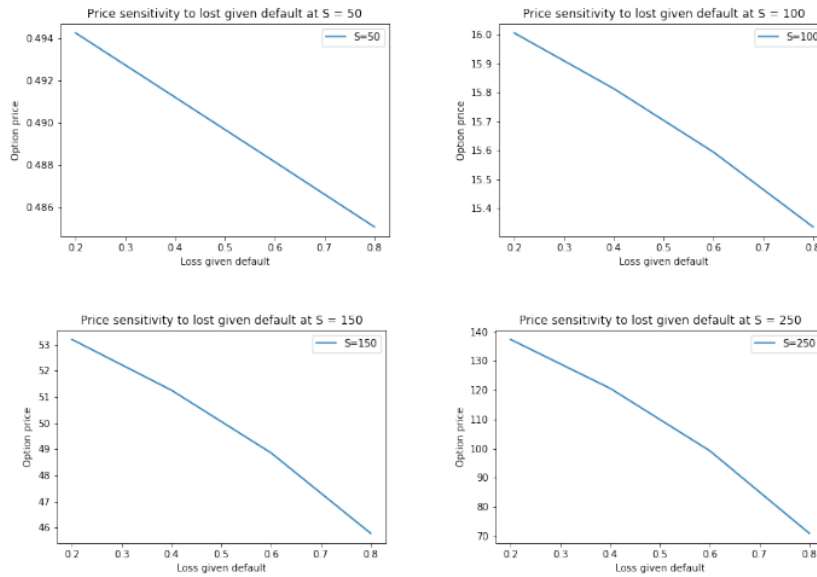 Price sensitivity to lost given default at S = 50
S=50
0.494
0.492
0.490
0.488
0.486
Option price
0.2 0.3 0.4 0.5 0.6 0.7 0.8
Loss given default
Price sensitivity to lost given default at S = 100
S=100
16.0
15.9
15.8
15.6
15.5
15.4
Option price
0.2 0.3 0.4 0.5 0.6 0.7 0.8
Loss given default
Price sensitivity to lost given default at S = 150
S=150
53
52
51
50
49
48
47
46
Option price
0.2 0.3 0.4 0.5 0.6 0.7 0.8
Loss given default
Price sensitivity to lost given default at S = 250
S=250
140
130
120
110
100
90
80
70
Option price
0.2 0.3 0.4 0.5 0.6 0.7 0.8
Loss given default